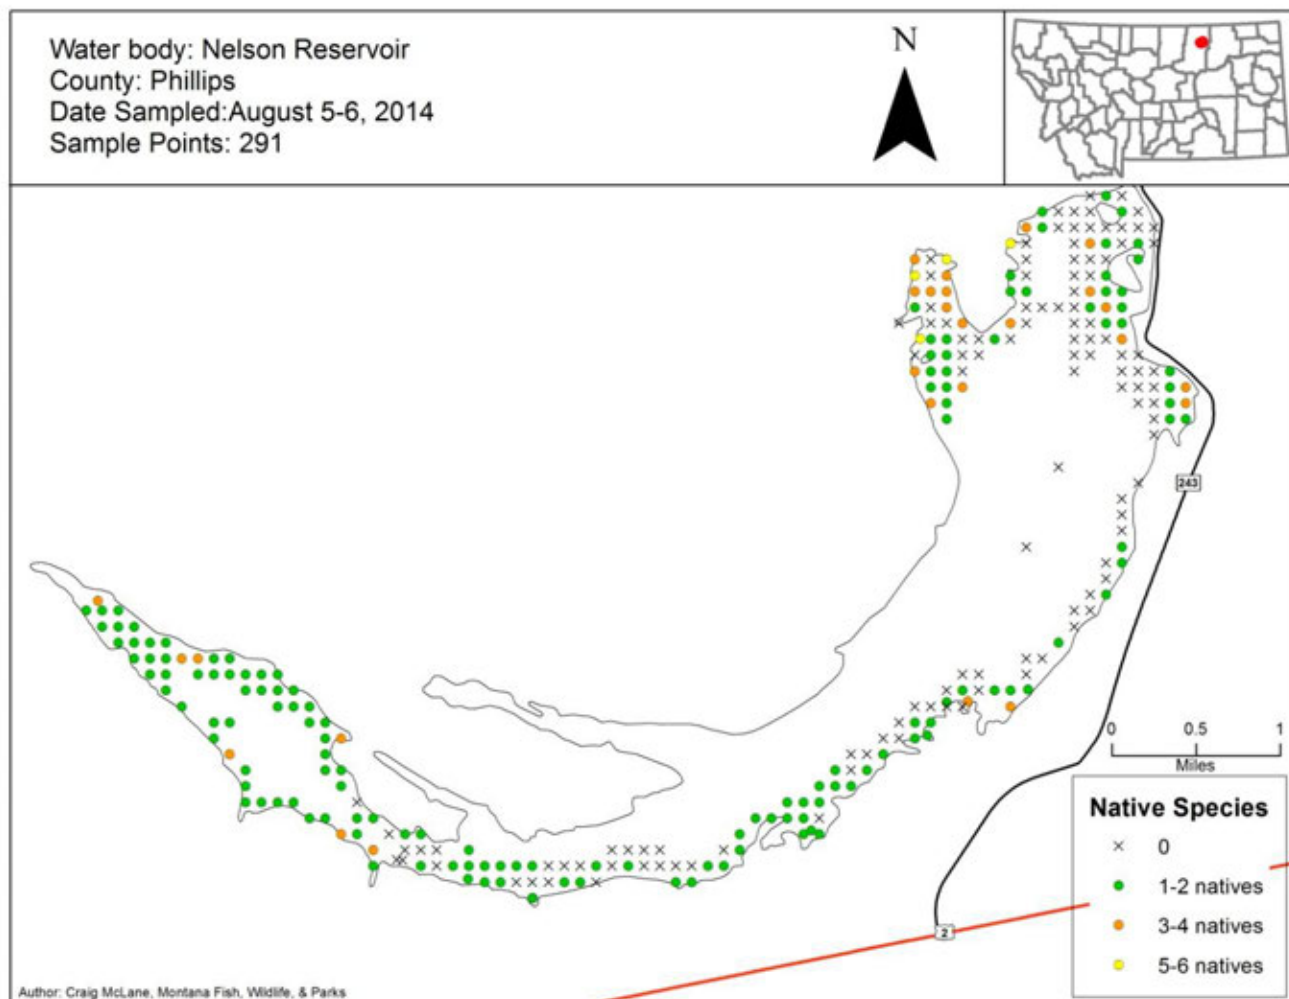 Water body: Nelson Reservoir
County: Phillips
Date Sampled:August 5-6, 2014
Sample Points: 291
N
243
0 0.5 1
Miles
Native Species
0
1-2 natives
3-4 natives
5-6 natives
2
Author: Craig McLane, Montana Fish, Wildlife, & Parks